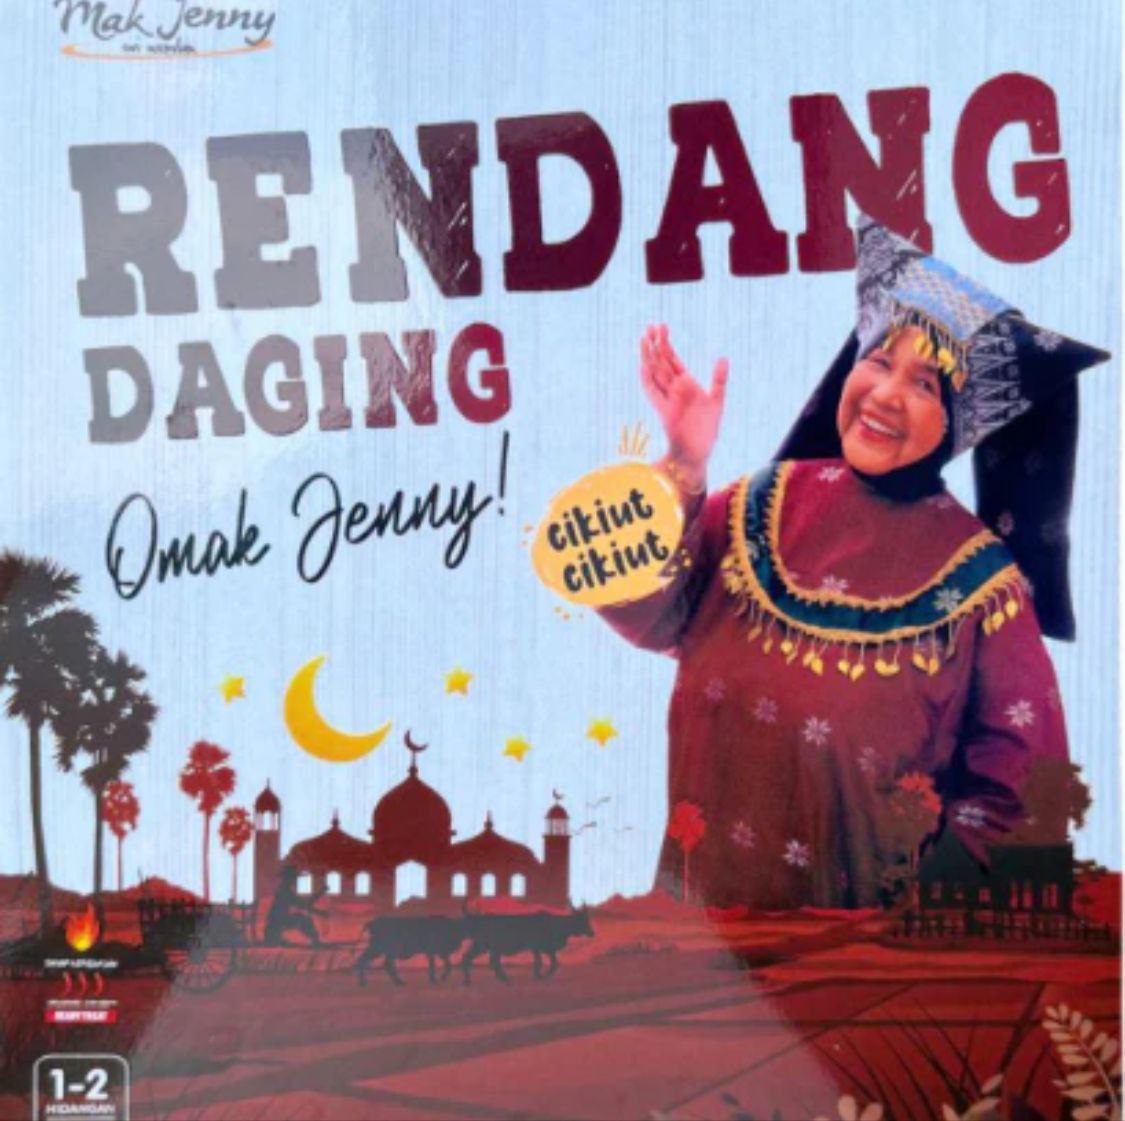 Mak Jenny
RENDANG
DAGING
Omak Jenny!
cikiut
cikiut
1-2
HIDANGAN